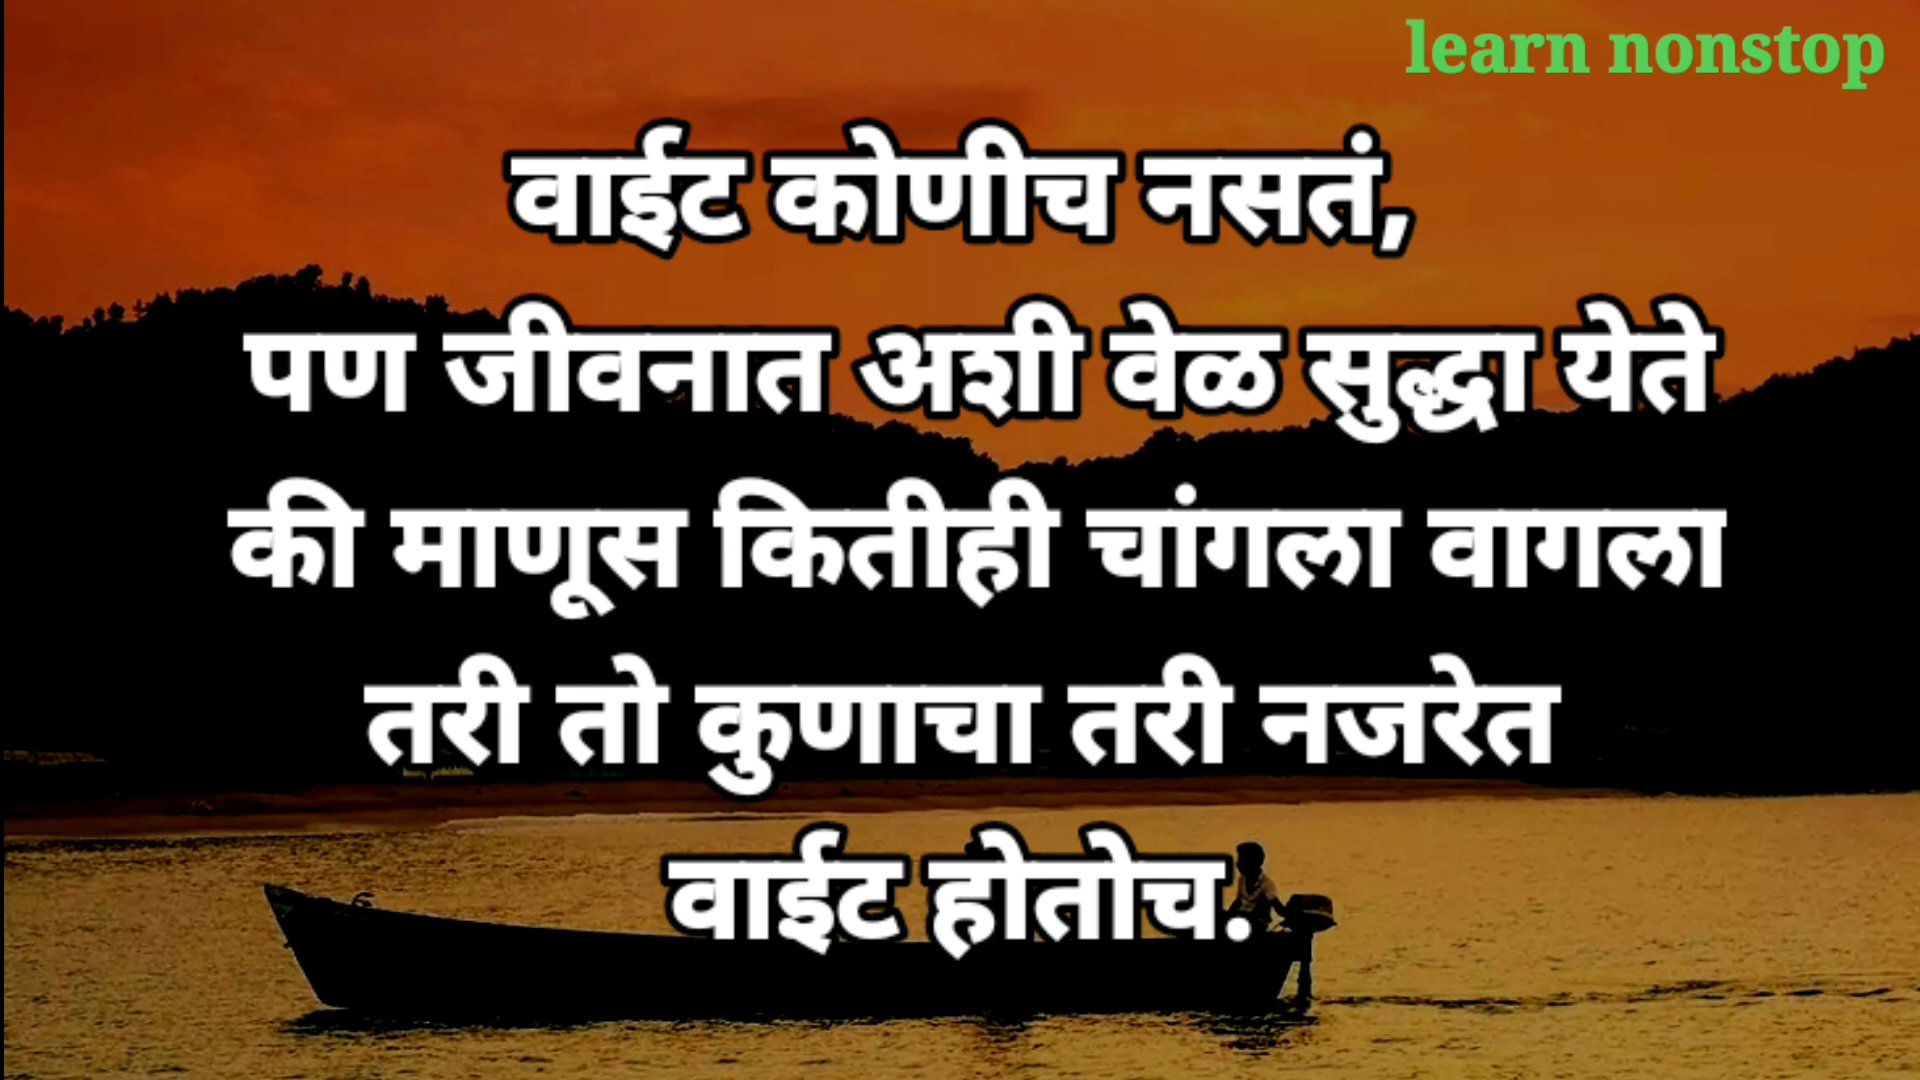 learn nonstop
वाईट कोणीच नसतं,
पण जीवनात अशी वेळ सुद्धा येते
की माणूस कितीही चांगला वागला
तरी तो कुणाचा तरी नजरेत
वाईट होतोच.